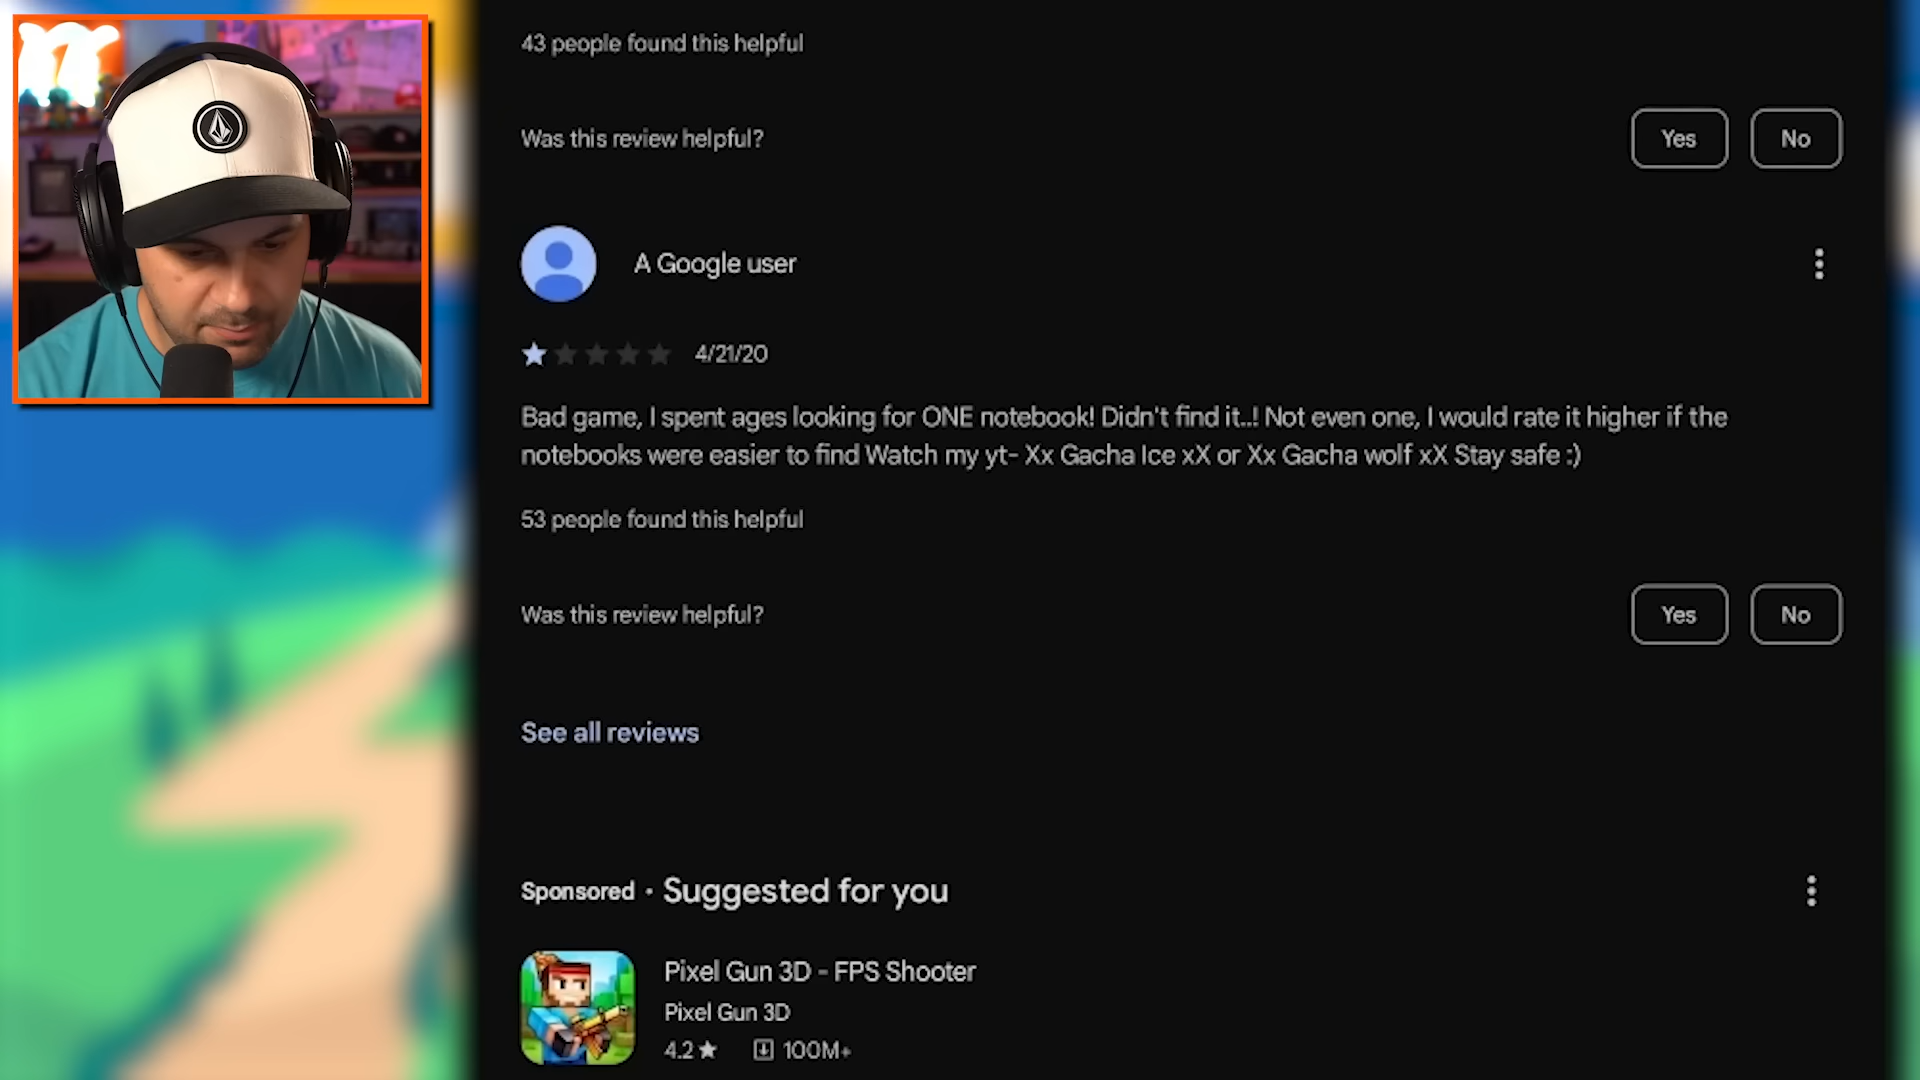 43 people found this helpful
Was this review helpful?
Yes
No
A Google user
4/21/20
Bad game, I spent ages looking for ONE notebook! Didn't find it..! Not even one, I would rate it higher if the
notebooks were easier to find Watch my yt- Xx Gacha Ice xX or Xx Gacha wolf xX Stay safe :)
53 people found this helpful
Was this review helpful?
Yes
No
See all reviews
Sponsored · Suggested for you
Pixel Gun 3D - FPS Shooter
Pixel Gun 3D
4.2★ 100M+